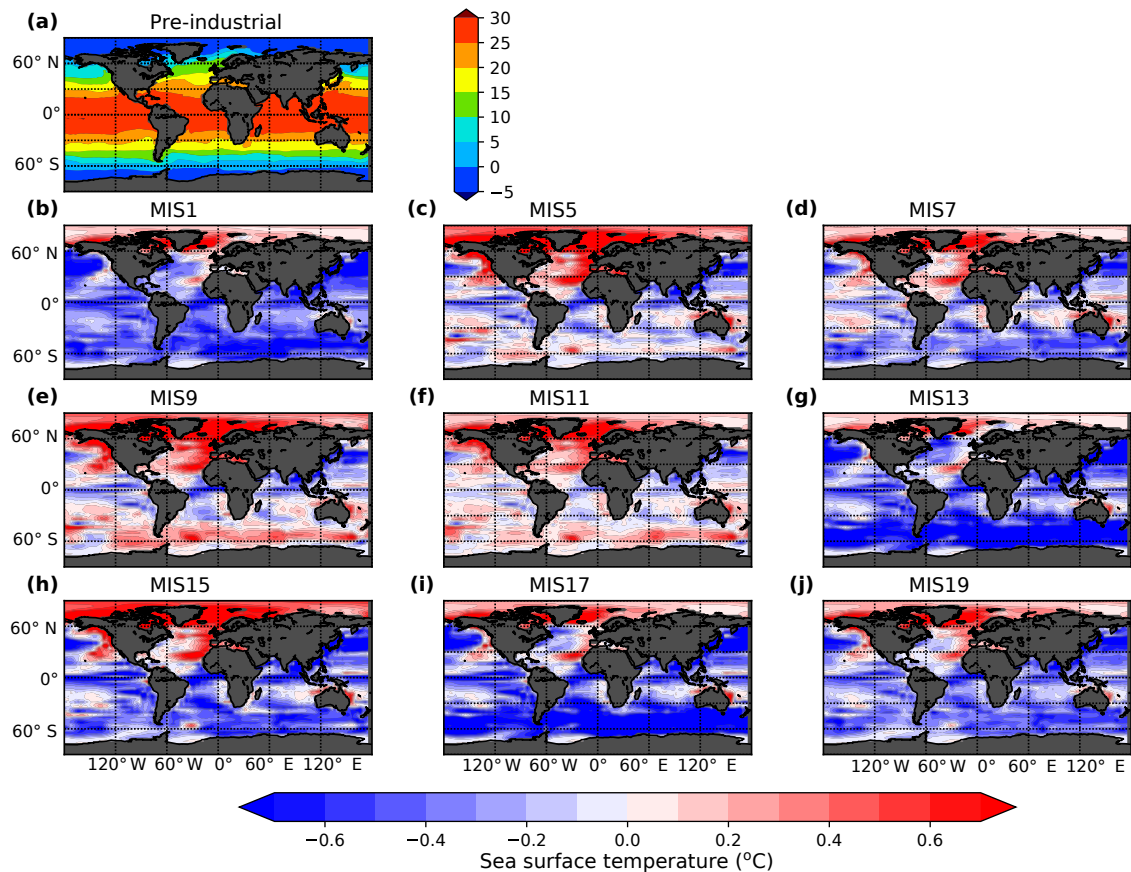 (a) Pre-industrial
60° N
0°
60° S
30
25
20
15
10
5
0
−5
(b) MIS1
(c) MIS5
(d) MIS7
60° N
0°
60° S
(e) MIS9
(f) MIS11
(g) MIS13
60° N
0°
60° S
(h) MIS15
(i) MIS17
(j) MIS19
60° N
0°
60° S
120° W 60° W 0° 60° E 120° E
120° W 60° W 0° 60° E 120° E
120° W 60° W 0° 60° E 120° E
−0.6 −0.4 −0.2 0.0 0.2 0.4 0.6
Sea surface temperature (°C)